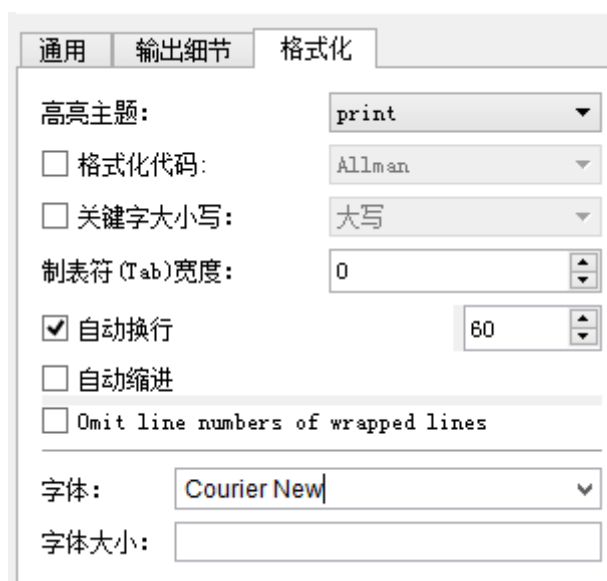 通用 输出细节 格式化
高亮主题: print
格式化代码: Allman
关键字大小写: 大写
制表符(Tab)宽度: 0
自动换行 60
自动缩进
Omit line numbers of wrapped lines
字体: Courier New
字体大小: